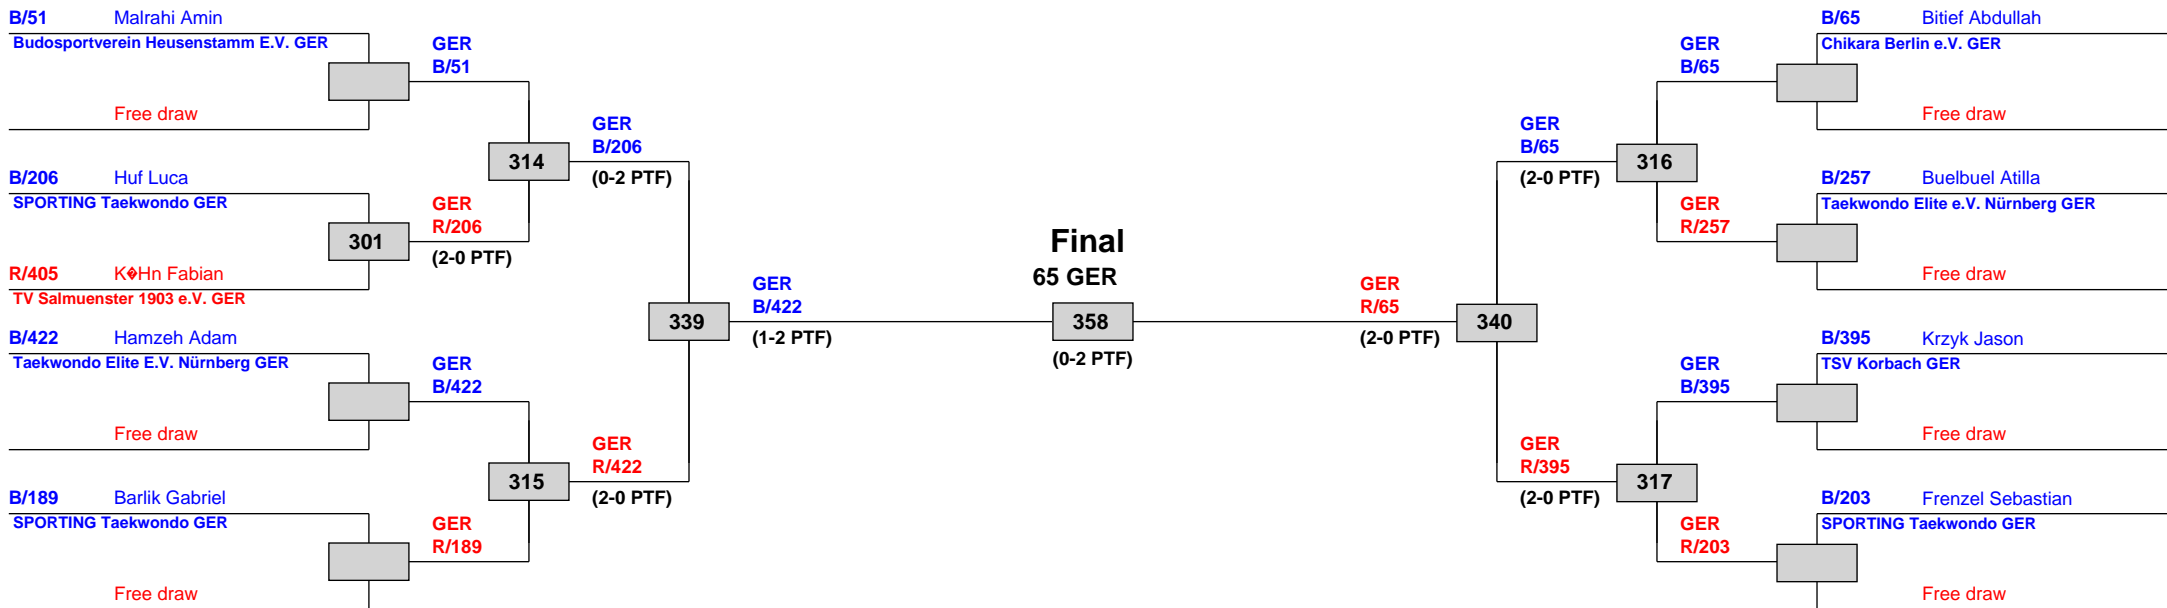 B/51 Malrahi Amin
Budosportverein Heusenstamm E.V. GER
Free draw
B/206 Huf Luca
SPORTING Taekwondo GER
R/405 K�Hn Fabian
TV Salmuenster 1903 e.V. GER
B/422 Hamzeh Adam
Taekwondo Elite E.V. Nürnberg GER
Free draw
B/189 Barlik Gabriel
SPORTING Taekwondo GER
Free draw
301
GER
B/51
GER
R/206
(2-0 PTF)
GER
B/422
GER
R/189
314
315
GER
B/206
(0-2 PTF)
GER
R/422
(2-0 PTF)
339
GER
B/422
(1-2 PTF)
Final
65 GER
358
(0-2 PTF)
GER
R/65
(2-0 PTF)
340
GER
B/65
(2-0 PTF)
GER
R/395
(2-0 PTF)
316
317
GER
B/65
GER
R/257
GER
B/395
GER
R/203
B/65 Bitief Abdullah
Chikara Berlin e.V. GER
Free draw
B/257 Buelbuel Atilla
Taekwondo Elite e.V. Nürnberg GER
Free draw
B/395 Krzyk Jason
TSV Korbach GER
Free draw
B/203 Frenzel Sebastian
SPORTING Taekwondo GER
Free draw